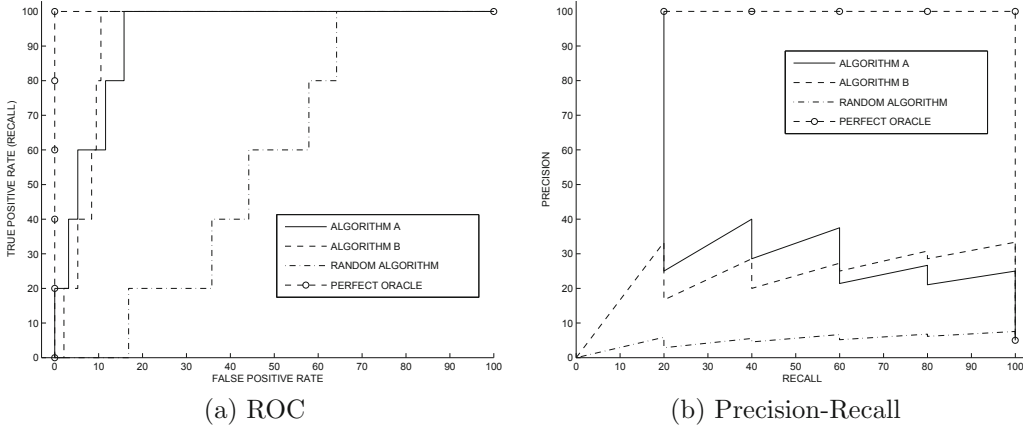 100
90
80
70
60
50
40
30
20
10
0
TRUE POSITIVE RATE (RECALL)
ALGORITHM A
ALGORITHM B
RANDOM ALGORITHM
PERFECT ORACLE
0 10 20 30 40 50 60 70 80 90 100
FALSE POSITIVE RATE
(a) ROC
100
90
80
70
60
50
40
30
20
10
0
PRECISION
ALGORITHM A
ALGORITHM B
RANDOM ALGORITHM
PERFECT ORACLE
0 10 20 30 40 50 60 70 80 90 100
RECALL
(b) Precision-Recall